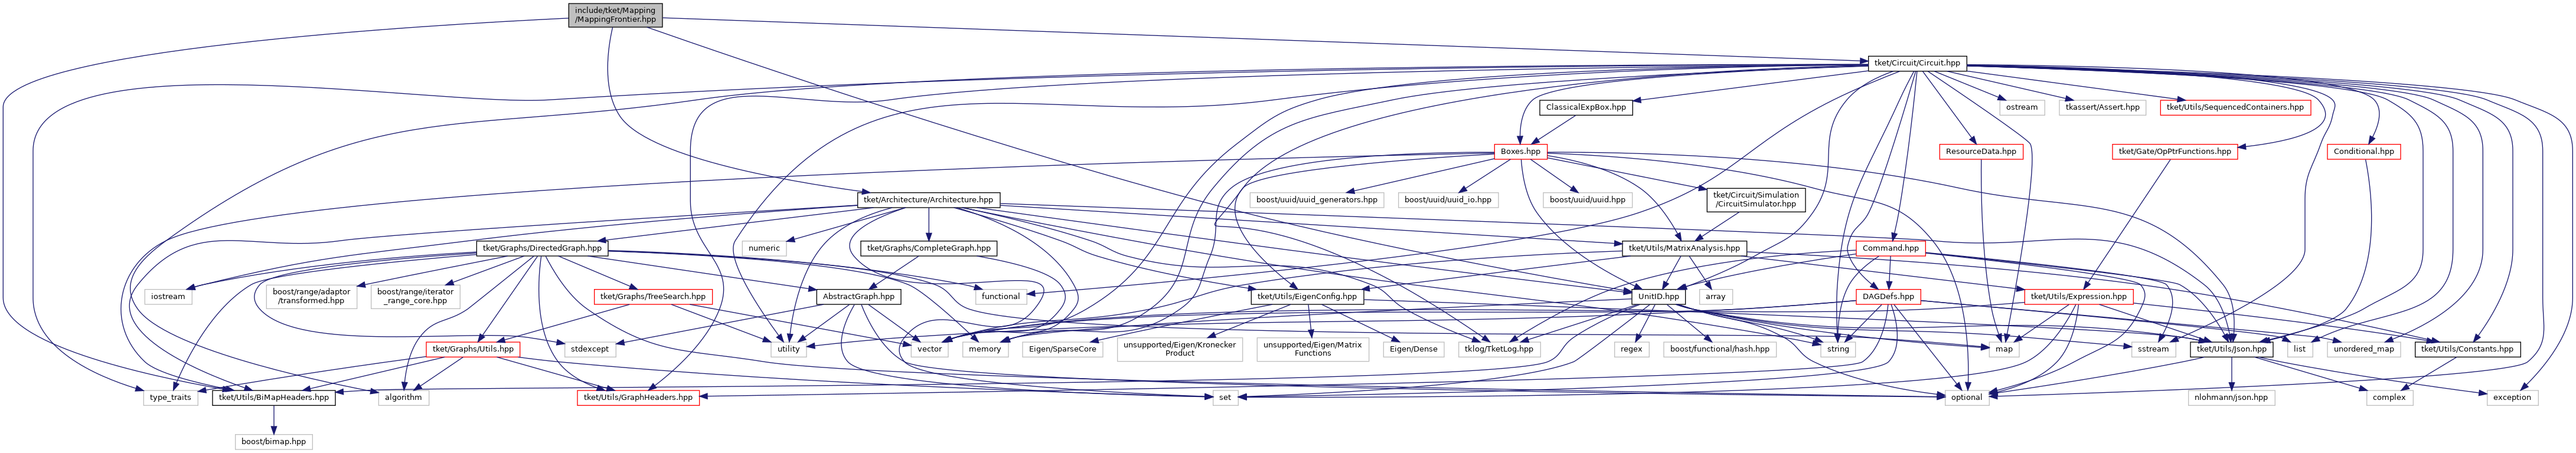 include/tket/Mapping
/MappingFrontier.hpp
tket/Circuit/Circuit.hpp
ClassicalExpBox.hpp
ostream
tkassert/Assert.hpp
tket/Utils/SequencedContainers.hpp
Boxes.hpp
ResourceData.hpp
tket/Gate/OpPtrFunctions.hpp
Conditional.hpp
tket/Architecture/Architecture.hpp
boost/uuid/uuid_generators.hpp
boost/uuid/uuid_io.hpp
boost/uuid/uuid.hpp
tket/Circuit/Simulation
/CircuitSimulator.hpp
tket/Graphs/DirectedGraph.hpp
numeric
tket/Graphs/CompleteGraph.hpp
tket/Utils/MatrixAnalysis.hpp
Command.hpp
iostream
boost/range/adaptor
/transformed.hpp
boost/range/iterator
_range_core.hpp
tket/Graphs/TreeSearch.hpp
AbstractGraph.hpp
functional
tket/Utils/EigenConfig.hpp
UnitID.hpp
array
DAGDefs.hpp
tket/Utils/Expression.hpp
tket/Graphs/Utils.hpp
stdexcept
utility
vector
memory
Eigen/SparseCore
unsupported/Eigen/Kronecker
Product
unsupported/Eigen/Matrix
Functions
Eigen/Dense
tklog/TketLog.hpp
regex
boost/functional/hash.hpp
string
map
sstream
tket/Utils/Json.hpp
list
unordered_map
tket/Utils/Constants.hpp
type_traits
tket/Utils/BiMapHeaders.hpp
algorithm
tket/Utils/GraphHeaders.hpp
set
optional
nlohmann/json.hpp
complex
exception
boost/bimap.hpp